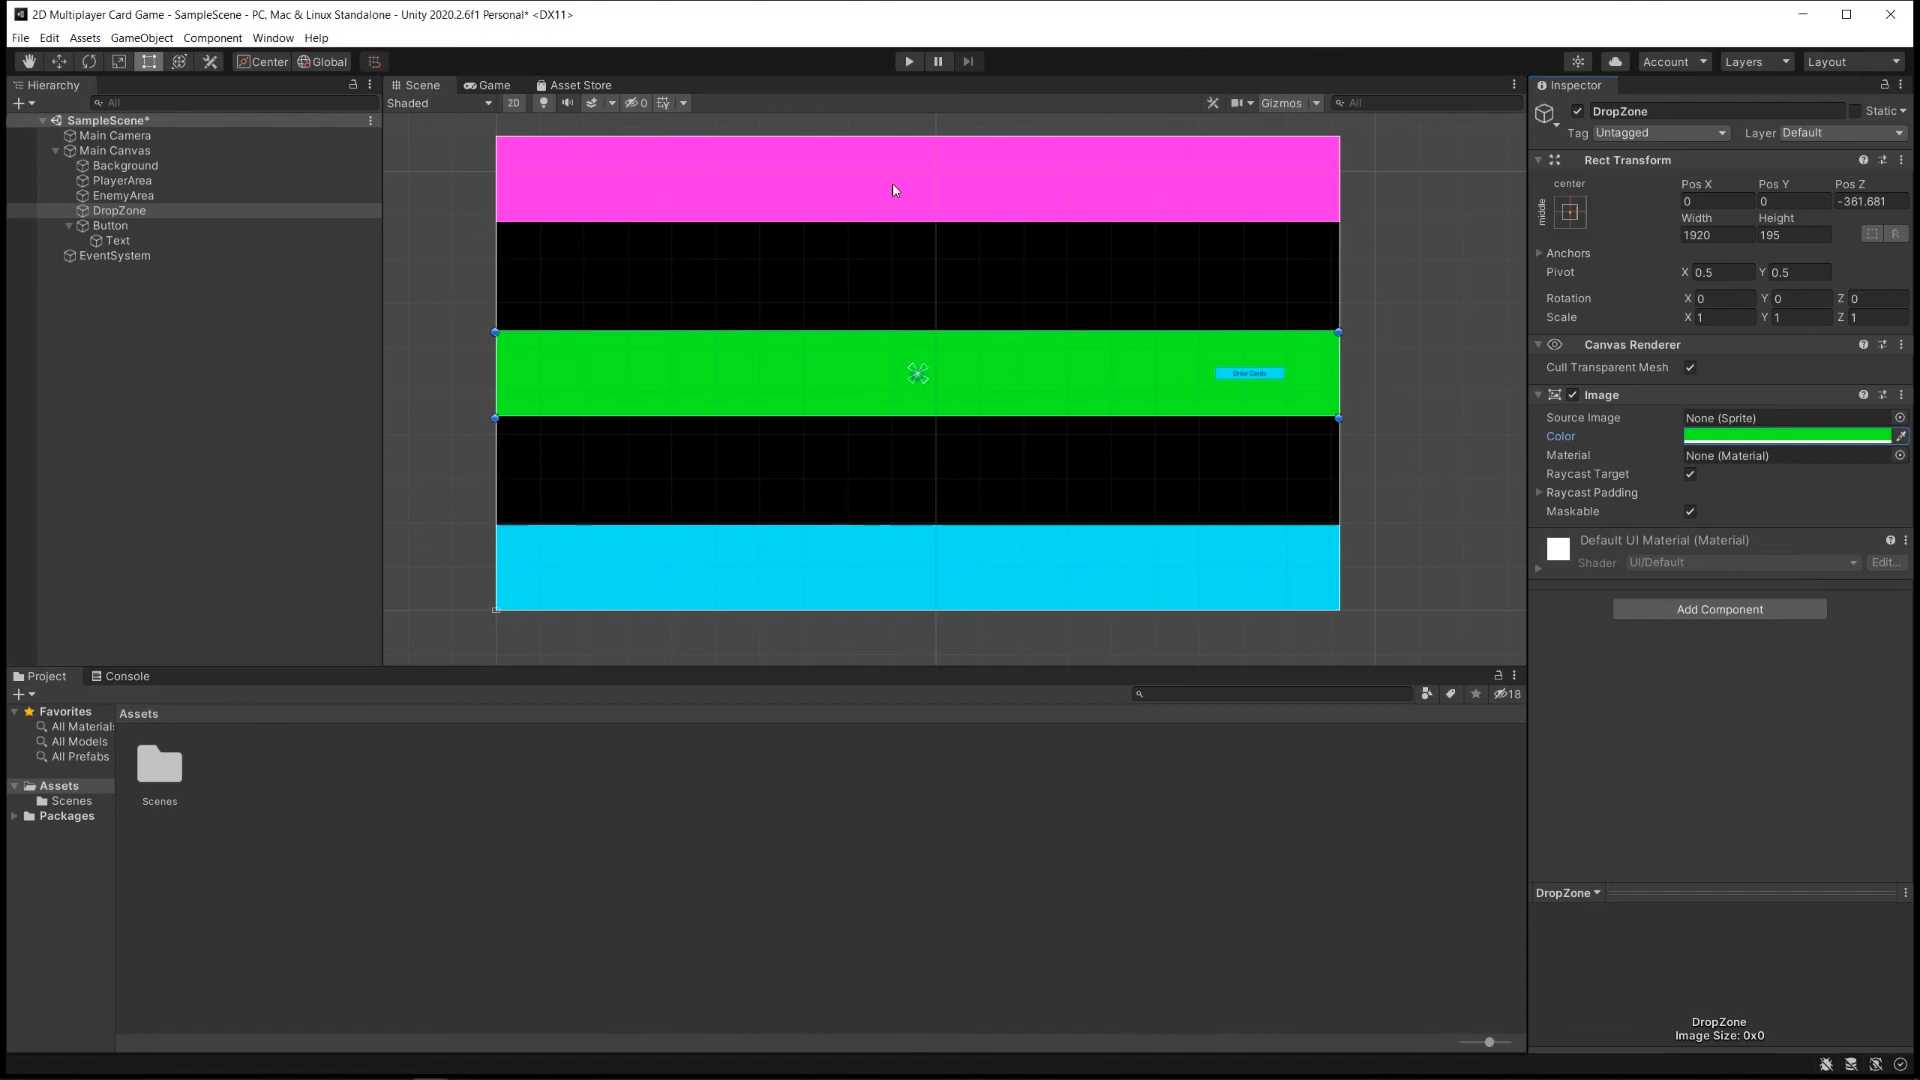 2D Multiplayer Card Game - SampleScene - PC, Mac & Linux Standalone - Unity 2020.2.6f1 Personal* <DX11>
File Edit Assets GameObject Component Window Help
Center Global Account Layers Layout
Hierarchy
All
SampleScene*
Main Camera
Main Canvas
Background
PlayerArea
EnemyArea
DropZone
Button
Text
EventSystem
Scene Game Asset Store
Shaded 2D 0 Gizmos All
Draw Cards
Inspector
DropZone Static
Tag Untagged Layer Default
Rect Transform
center
middle
Pos X Pos Y Pos Z
0 0 -361.681
Width Height
1920 195
R
Anchors
Pivot X 0.5 Y 0.5
Rotation X 0 Y 0 Z 0
Scale X 1 Y 1 Z 1
Canvas Renderer
Cull Transparent Mesh
Image
Source Image None (Sprite)
Color
Material None (Material)
Raycast Target
Raycast Padding
Maskable
Default UI Material (Material)
Shader UI/Default Edit...
Add Component
DropZone
DropZone
Image Size: 0x0
Project Console
18
Favorites
All Materials
All Models
All Prefabs
Assets
Scenes
Packages
Assets
Scenes